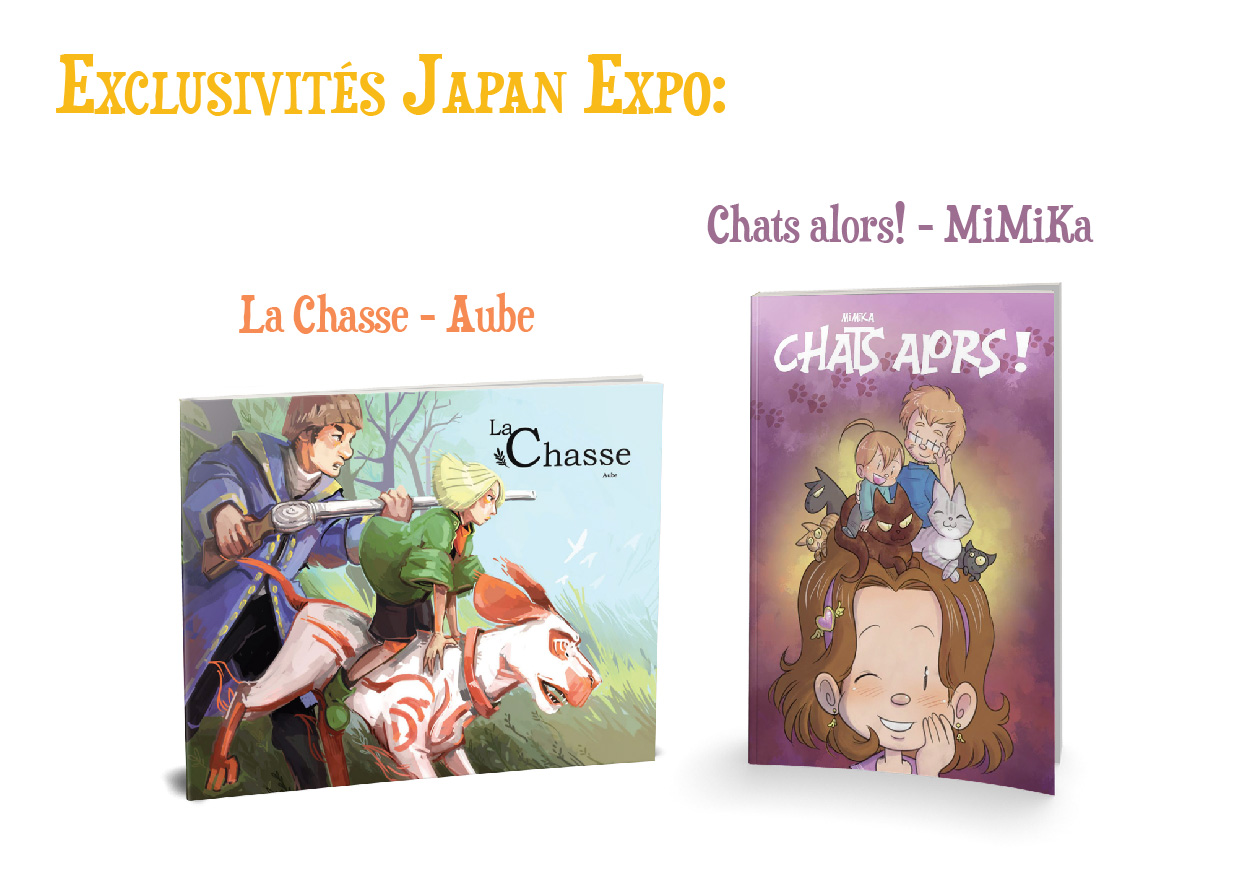 Exclusivités Japan Expo:
Chats alors! - MiMiKa
La Chasse - Aube
MiMiKA
CHATS ALORS !
La
Chasse
Aube